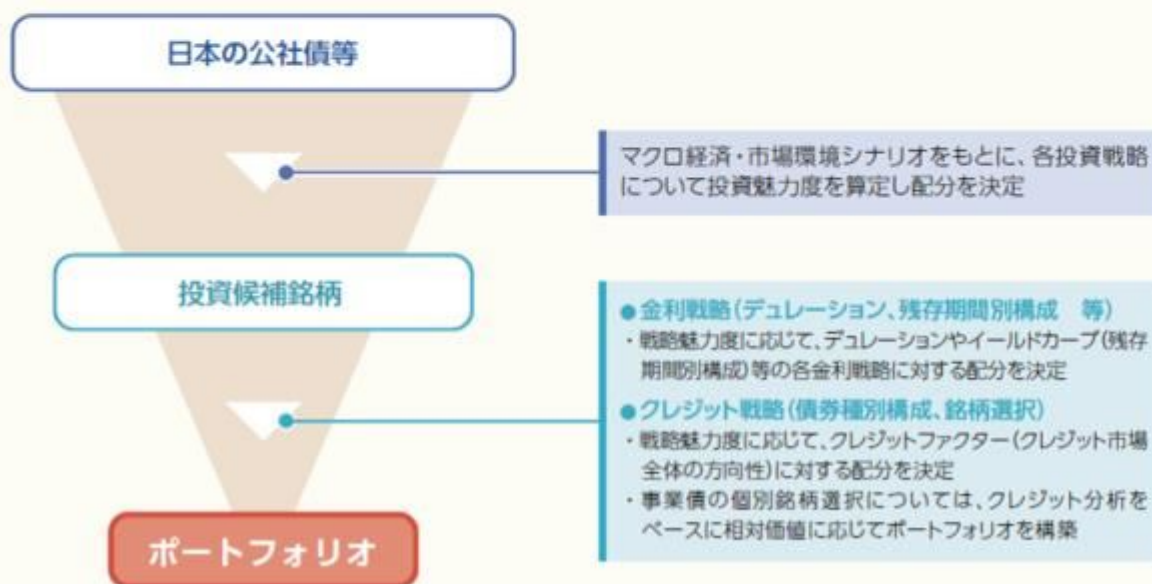 日本の公社債等
マクロ経済・市場環境シナリオをもとに、各投資戦略
について投資魅力度を算定し配分を決定
投資候補銘柄
●金利戦略(デュレーション、残存期間別構成　等)
・戦略魅力度に応じて、デュレーションやイールドカーブ(残存
期間別構成)等の各金利戦略に対する配分を決定
●クレジット戦略(債券種別構成、銘柄選択)
・戦略魅力度に応じて、クレジットファクター(クレジット市場
全体の方向性)に対する配分を決定
・事業債の個別銘柄選択については、クレジット分析を
ベースに相対価値に応じてポートフォリオを構築
ポートフォリオ